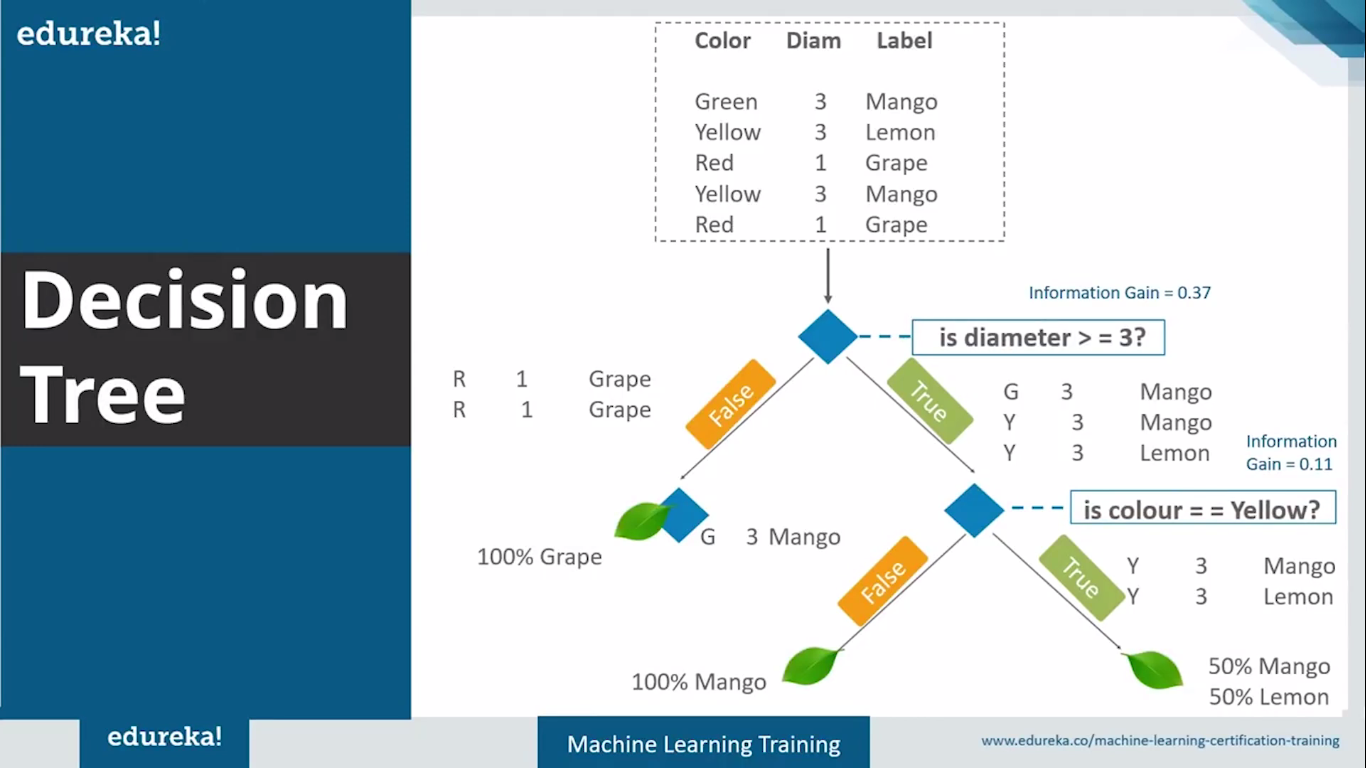 edureka!
Decision
Tree
Color Diam Label
Green 3 Mango
Yellow 3 Lemon
Red 1 Grape
Yellow 3 Mango
Red 1 Grape
Information Gain = 0.37
is diameter > = 3?
R 1 Grape
R 1 Grape
False
True
G 3 Mango
Y 3 Mango
Y 3 Lemon
Information
Gain = 0.11
is colour = = Yellow?
100% Grape
G 3 Mango
False
True
Y 3 Mango
Y 3 Lemon
100% Mango
50% Mango
50% Lemon
edureka!
Machine Learning Training
www.edureka.co/machine-learning-certification-training